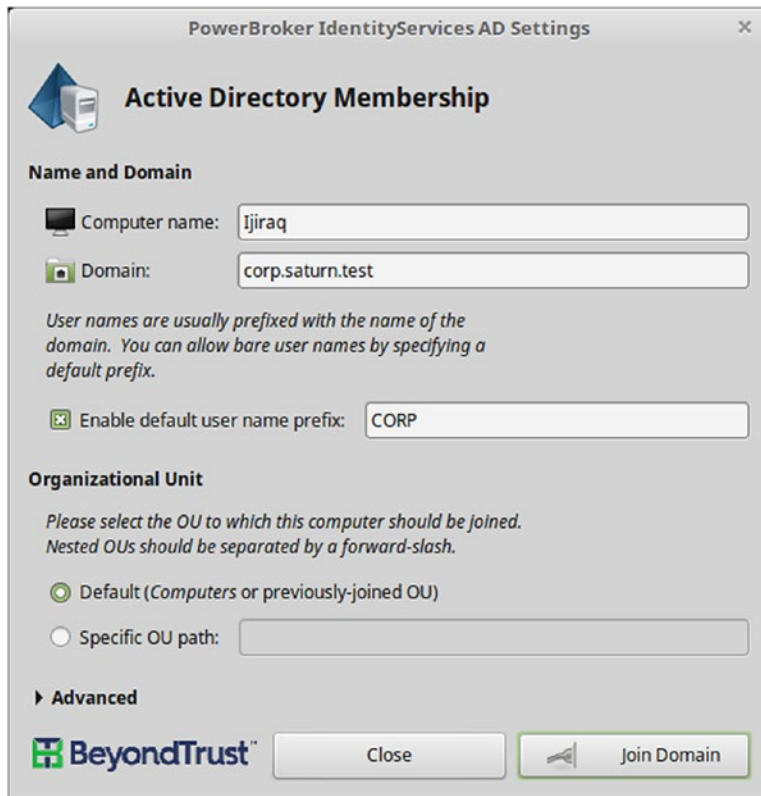 PowerBroker IdentityServices AD Settings
Active Directory Membership
Name and Domain
Computer name: Ijiraq
Domain: corp.saturn.test
User names are usually prefixed with the name of the
domain. You can allow bare user names by specifying a
default prefix.
Enable default user name prefix: CORP
Organizational Unit
Please select the OU to which this computer should be joined.
Nested OUs should be separated by a forward-slash.
Default (Computers or previously-joined OU)
Specific OU path:
Advanced
BeyondTrust™ Close Join Domain